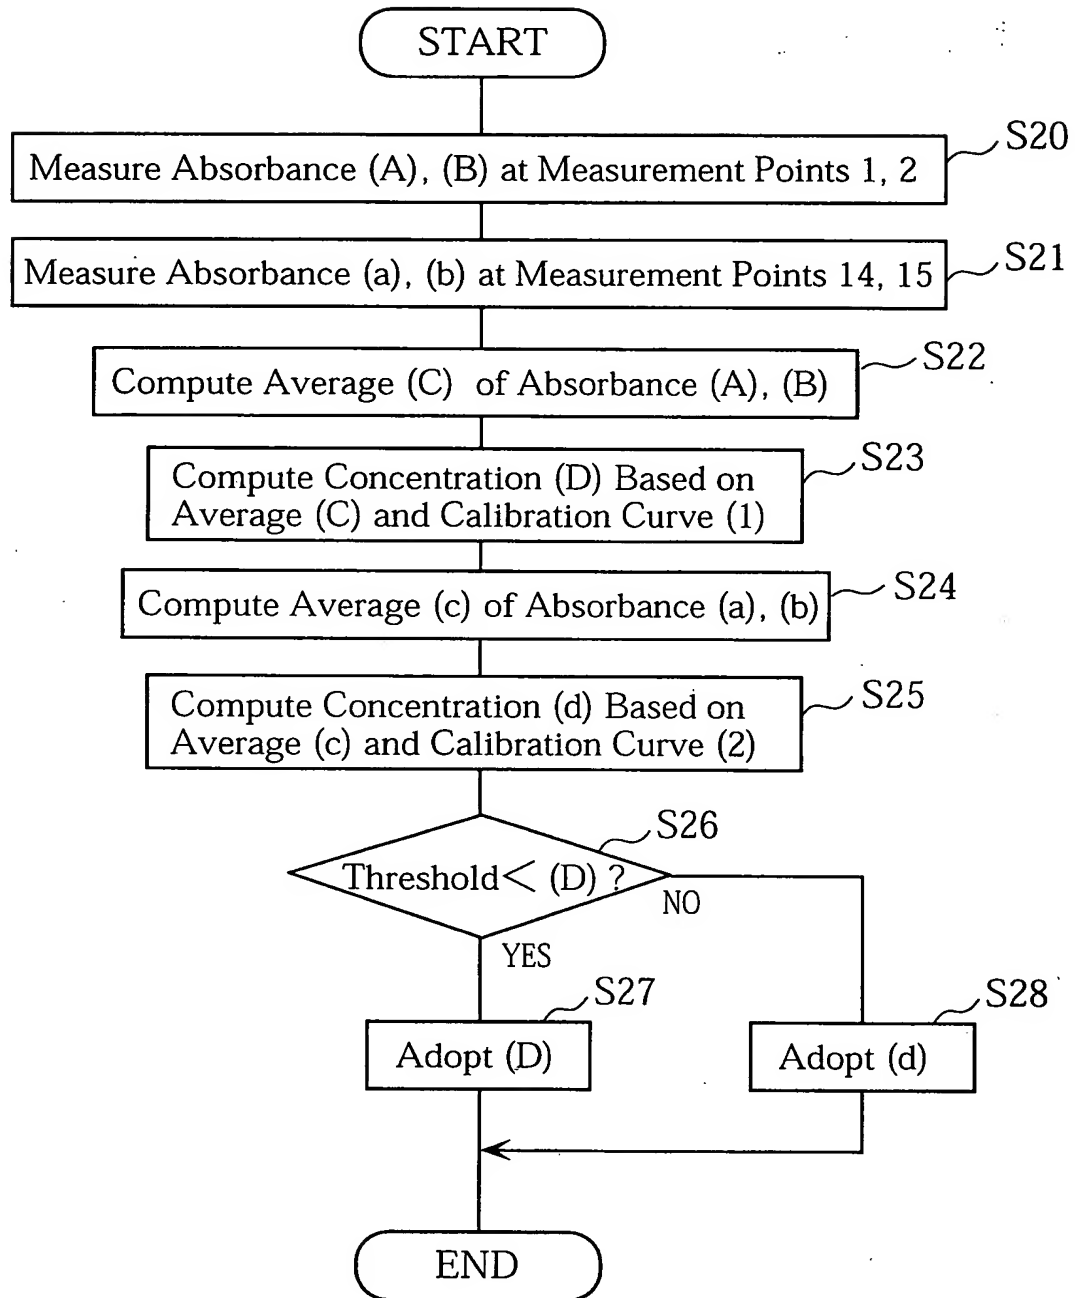 START
S20
Measure Absorbance (A), (B) at Measurement Points 1, 2
S21
Measure Absorbance (a), (b) at Measurement Points 14, 15
S22
Compute Average (C) of Absorbance (A), (B)
S23
Compute Concentration (D) Based on
Average (C) and Calibration Curve (1)
S24
Compute Average (c) of Absorbance (a), (b)
S25
Compute Concentration (d) Based on
Average (c) and Calibration Curve (2)
S26
Threshold < (D) ?
NO
YES
S27
Adopt (D)
S28
Adopt (d)
END